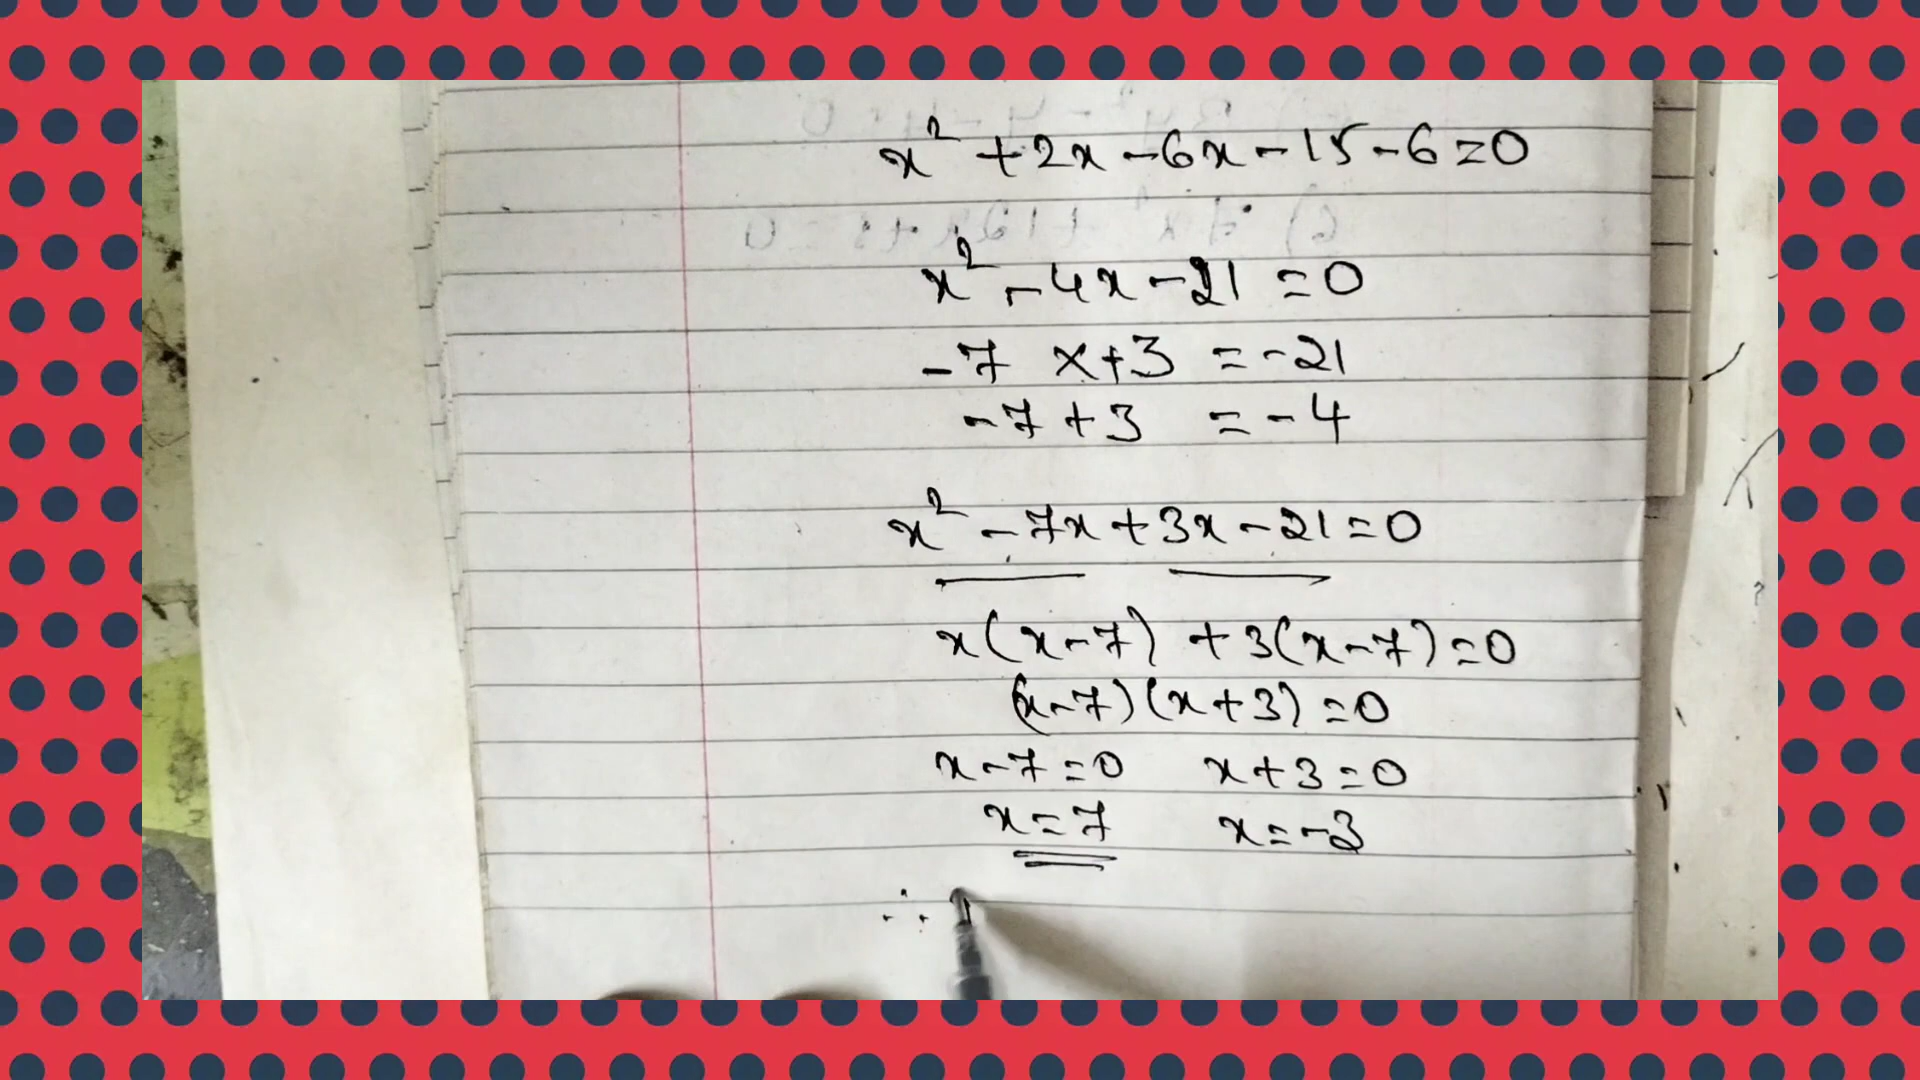 x² + 2x - 6x - 15 - 6 = 0
x² - 4x - 21 = 0
-7 x +3 = -21
-7 + 3 = -4
x² - 7x + 3x - 21 = 0
x(x-7) + 3(x-7) = 0
(x-7)(x+3) = 0
x-7=0 x+3=0
x=7 x=-3
∴